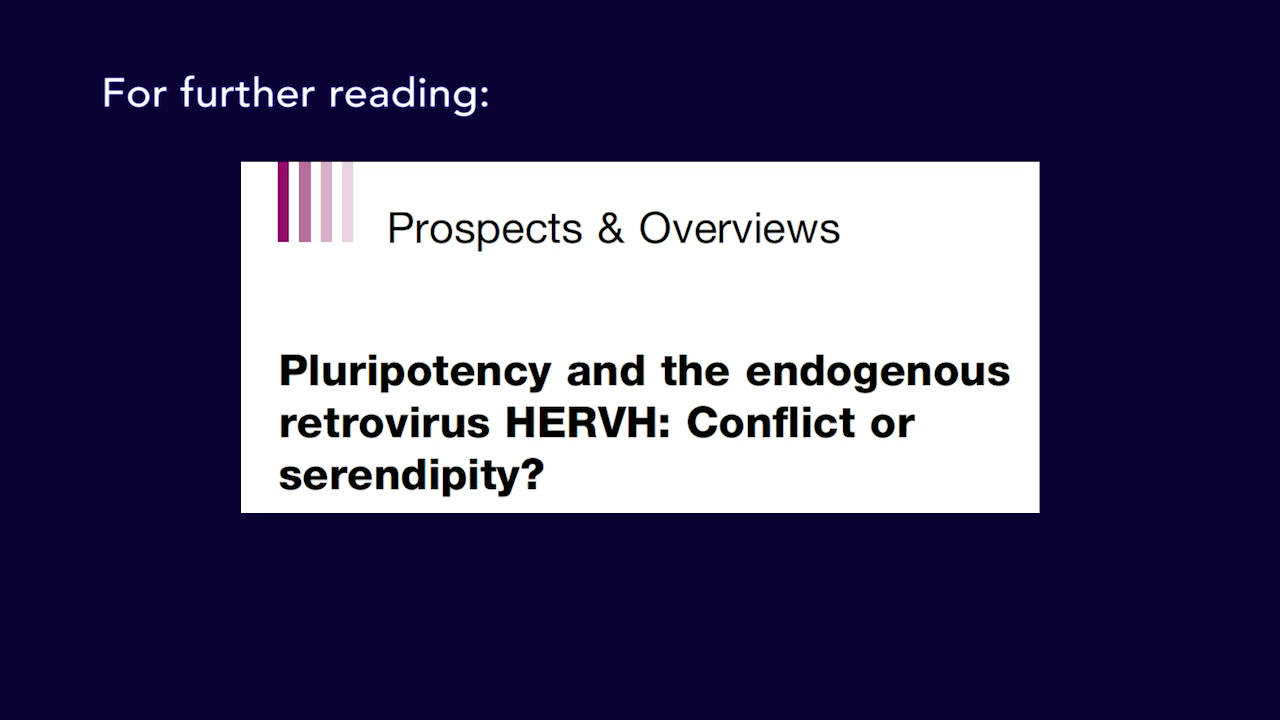 For further reading:
Prospects & Overviews
Pluripotency and the endogenous
retrovirus HERVH: Conflict or
serendipity?